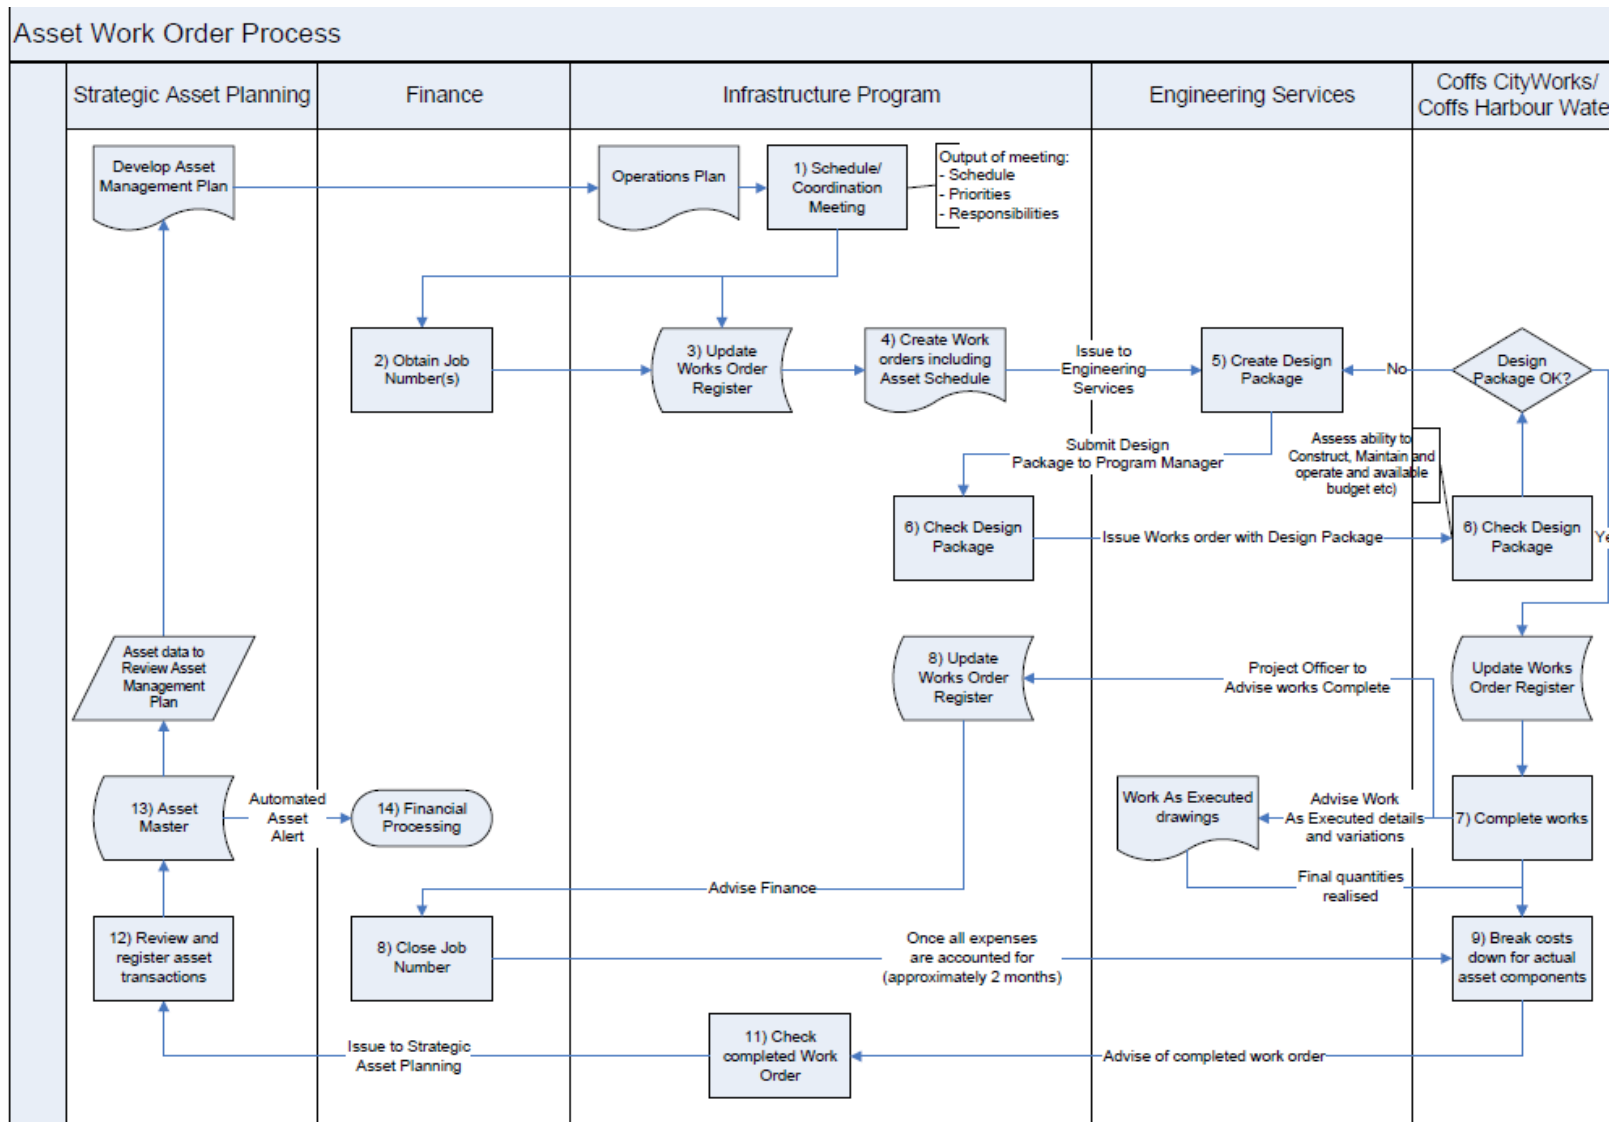 Asset Work Order Process
Strategic Asset Planning
Finance
Infrastructure Program
Engineering Services
Coffs CityWorks/
Coffs Harbour Wate
Develop Asset
Management Plan
Operations Plan
1) Schedule/
Coordination
Meeting
Output of meeting:
- Schedule
- Priorities
- Responsibilities
2) Obtain Job
Number(s)
3) Update
Works Order
Register
4) Create Work
orders including
Asset Schedule
Issue to
Engineering
Services
5) Create Design
Package
No
Design
Package OK?
Submit Design
Package to Program Manager
Assess ability to
Construct, Maintain and
operate and available
budget etc)
6) Check Design
Package
Issue Works order with Design Package
6) Check Design
Package
Ye
Asset data to
Review Asset
Management
Plan
8) Update
Works Order
Register
Project Officer to
Advise works Complete
Update Works
Order Register
13) Asset
Master
Automated
Asset
Alert
14) Financial
Processing
Work As Executed
drawings
Advise Work
As Executed details
and variations
7) Complete works
Advise Finance
Final quantities
realised
12) Review and
register asset
transactions
8) Close Job
Number
Once all expenses
are accounted for
(approximately 2 months)
9) Break costs
down for actual
asset components
Issue to Strategic
Asset Planning
11) Check
completed Work
Order
Advise of completed work order